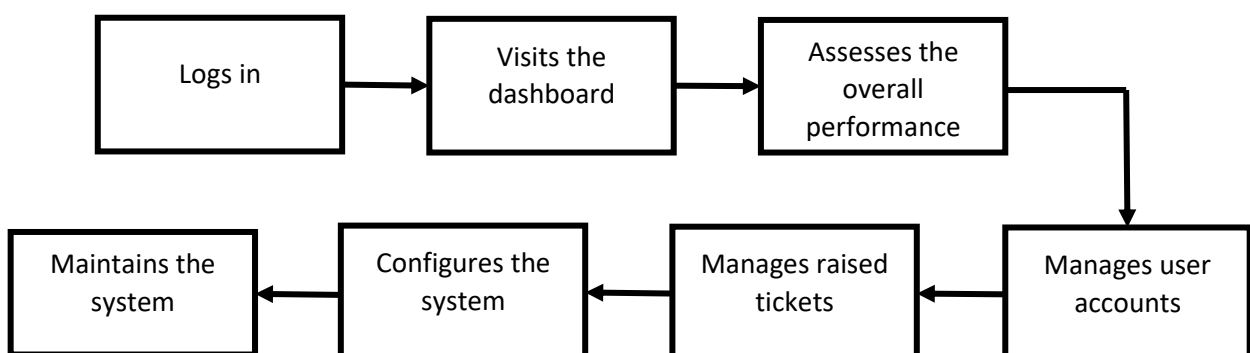 Logs in
Visits the
dashboard
Assesses the
overall
performance
Manages user
accounts
Manages raised
tickets
Configures the
system
Maintains the
system